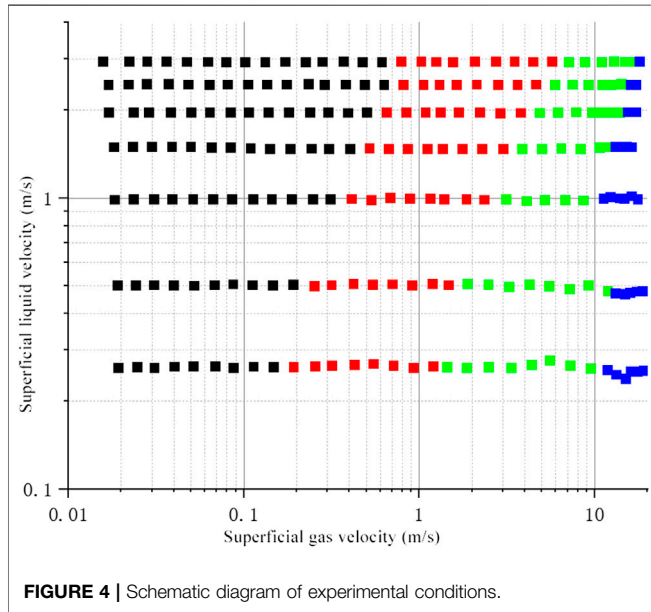 Superficial liquid velocity (m/s)
1
0.1
0.01
0.1
1
10
Superficial gas velocity (m/s)
FIGURE 4 | Schematic diagram of experimental conditions.